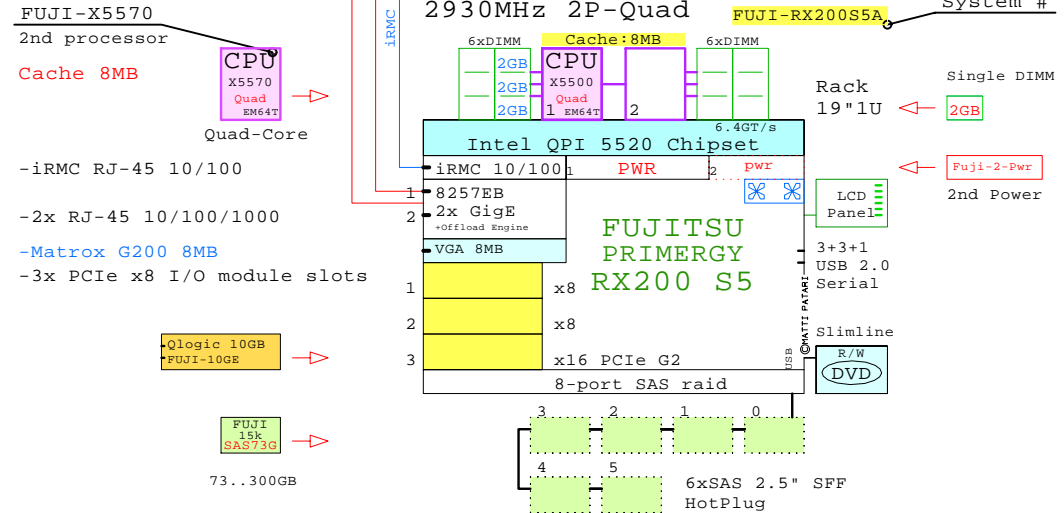 FUJI-X5570
2nd processor
Cache 8MB
CPU
X5570
Quad
EM64T
Quad-Core
-iRMC RJ-45 10/100
-2x RJ-45 10/100/1000
-Matrox G200 8MB
-3x PCIe x8 I/O module slots
Qlogic 10GB
FUJI-10GE
FUJI
15k
SAS73G
73..300GB
iRMC
2930MHz 2P-Quad
FUJI-RX200S5A
System #
Cache:8MB
6xDIMM
6xDIMM
2GB
2GB
2GB
CPU
X5500
Quad
1 EM64T
2
6.4GT/s
Intel QPI 5520 Chipset
iRMC 10/100
1
PWR
2
pwr
1
8257EB
2
2x GigE
+Offload Engine
VGA 8MB
FUJITSU
PRIMERGY
RX200 S5
1
x8
2
x8
3
x16 PCIe G2
USB
©MATTI PATARI
8-port SAS raid
3
2
1
0
4
5
6xSAS 2.5" SFF
HotPlug
Rack
19"1U
Single DIMM
2GB
Fuji-2-Pwr
2nd Power
LCD
Panel
3+3+1
USB 2.0
Serial
Slimline
R/W
DVD